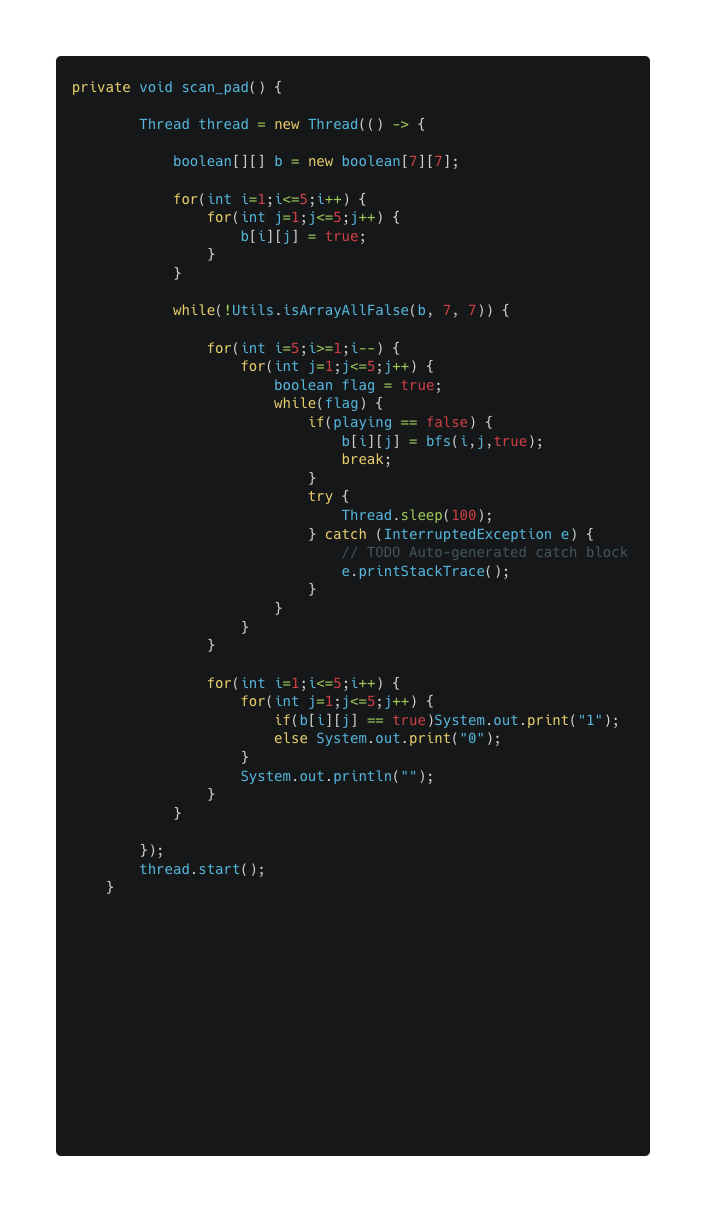 private void scan_pad() {
Thread thread = new Thread(() -> {
boolean[][] b = new boolean[7][7];
for(int i=1;i<=5;i++) {
for(int j=1;j<=5;j++) {
b[i][j] = true;
}
}
while(!Utils.isArrayAllFalse(b, 7, 7)) {
for(int i=5;i>=1;i--) {
for(int j=1;j<=5;j++) {
boolean flag = true;
while(flag) {
if(playing == false) {
b[i][j] = bfs(i,j,true);
break;
}
try {
Thread.sleep(100);
} catch (InterruptedException e) {
// TODO Auto-generated catch block
e.printStackTrace();
}
}
}
}
for(int i=1;i<=5;i++) {
for(int j=1;j<=5;j++) {
if(b[i][j] == true)System.out.print("1");
else System.out.print("0");
}
System.out.println("");
}
}
});
thread.start();
}